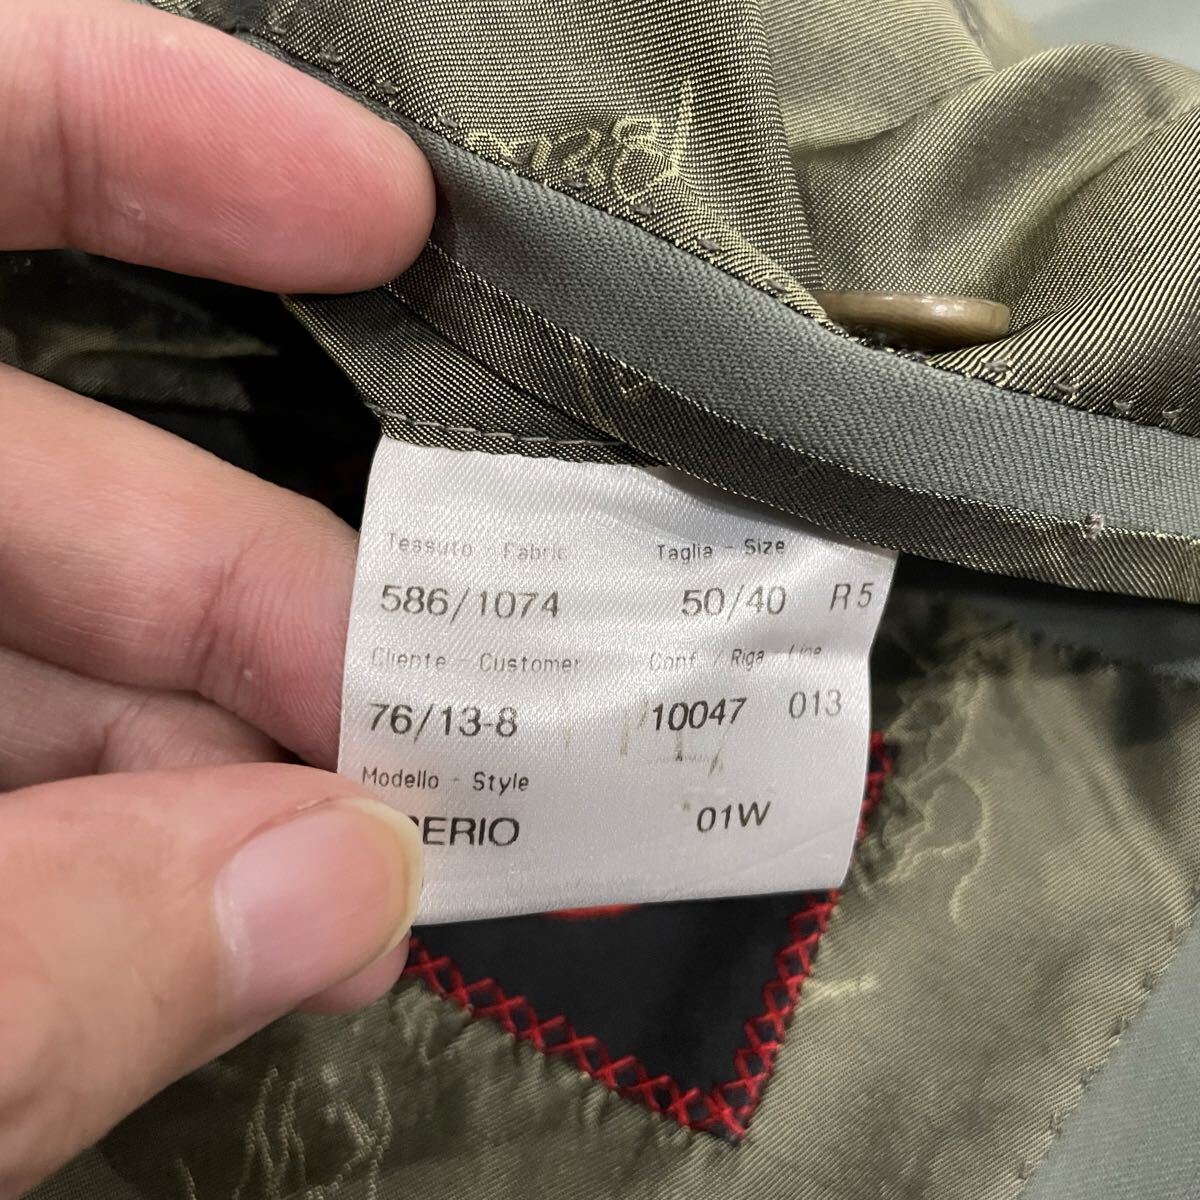 Tessuto - Fabric Taglia - Size
586/1074 50/40 R5
Cliente - Customer Conf / Riga - Line
76/13-8 10047 013
Modello - Style
01W